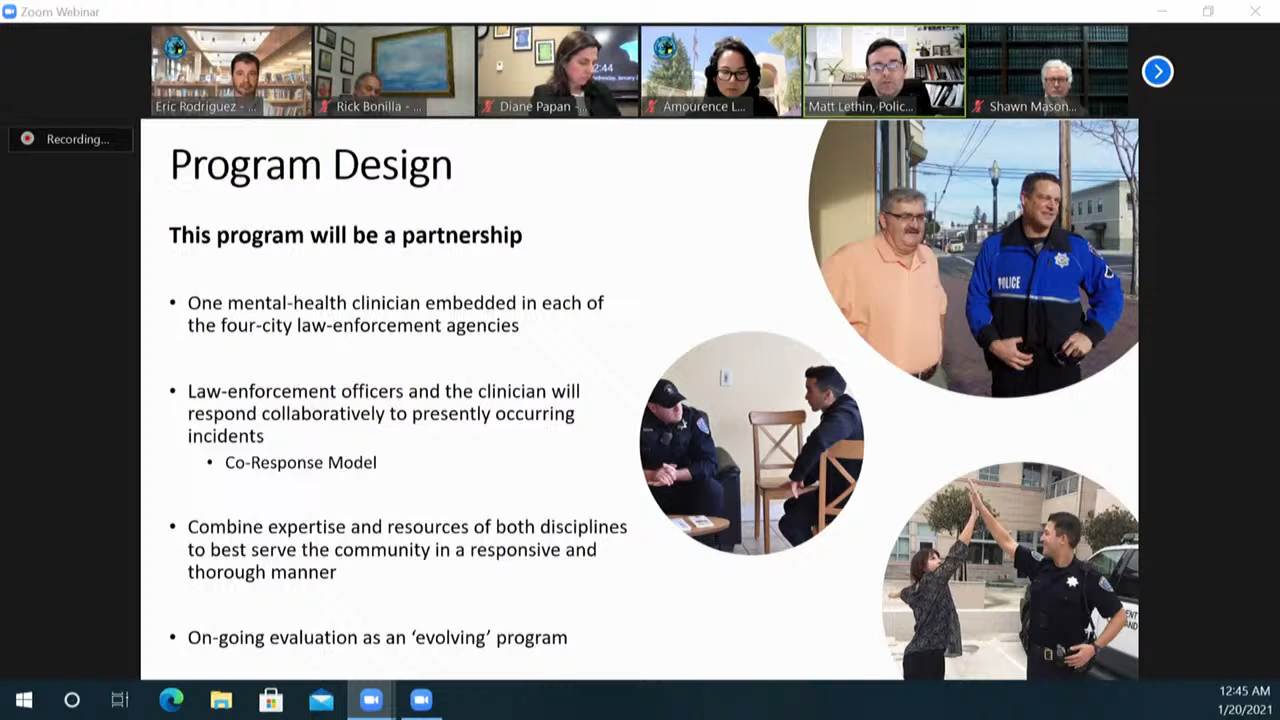 Zoom Webinar
Eric Rodriguez - ...
Rick Bonilla - ...
Diane Papan - ...
Amourence L...
Matt Lethin, Polic...
Shawn Mason...
2:44
Recording...
Program Design
This program will be a partnership
• One mental-health clinician embedded in each of
the four-city law-enforcement agencies
• Law-enforcement officers and the clinician will
respond collaboratively to presently occurring
incidents
• Co-Response Model
• Combine expertise and resources of both disciplines
to best serve the community in a responsive and
thorough manner
• On-going evaluation as an ‘evolving’ program
POLICE
12:45 AM
1/20/2021